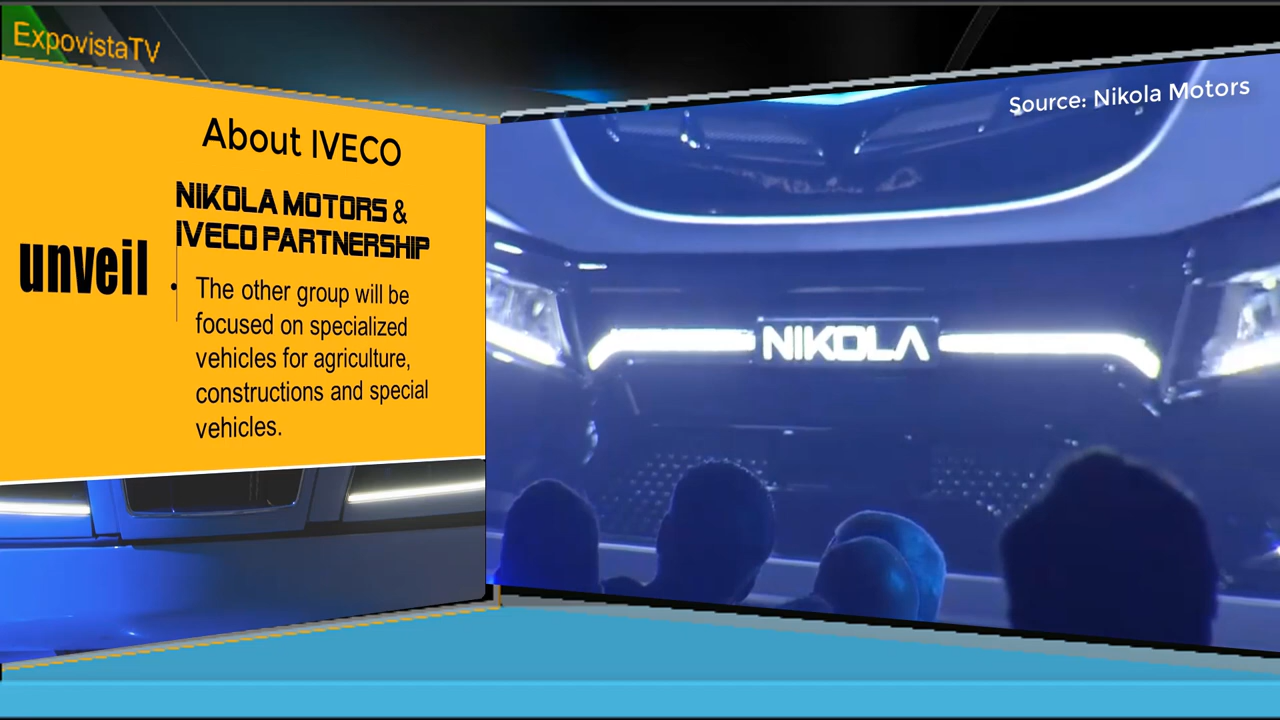 ExpovistaTV
About IVECO
NIKOLA MOTORS &
IVECO PARTNERSHIP
unveil
• The other group will be
focused on specialized
vehicles for agriculture,
constructions and special
vehicles.
Source: Nikola Motors
NIKOLA